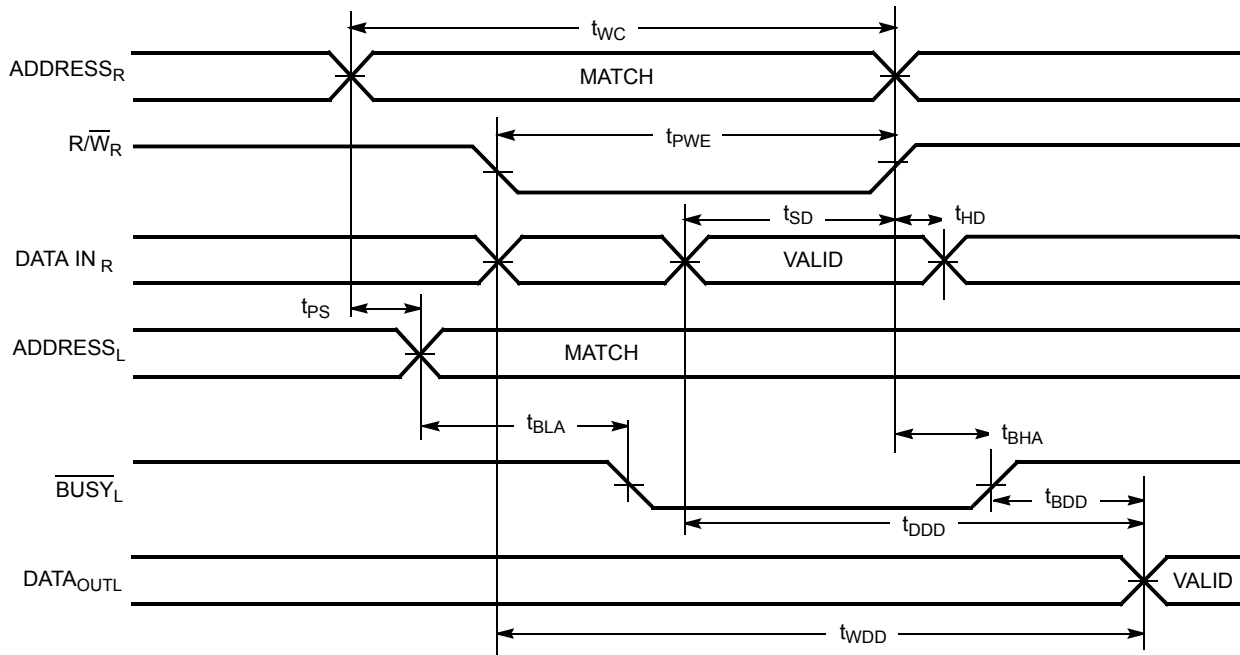 tWC
ADDRESSR
MATCH
R/W̅R
tPWE
tSD
tHD
DATA IN R
VALID
tPS
ADDRESSL
MATCH
tBLA
tBHA
B̅U̅S̅Y̅L
tBDD
tDDD
DATAOUTL
VALID
tWDD